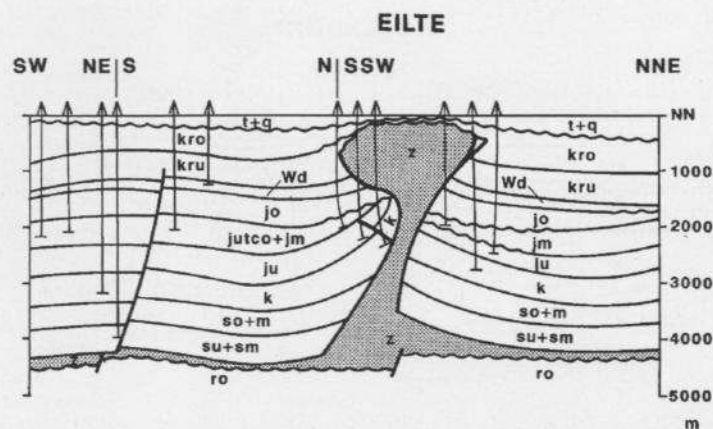 EILTE
SW NE S N SSW NNE
NN
t+q t+q
kro z kro
1000
kru kru
Wd Wd
jo jo
2000
k
jutco+jm jm
ju ju
3000
k k
so+m so+m
4000
su+sm z su+sm
z
ro ro
5000
m